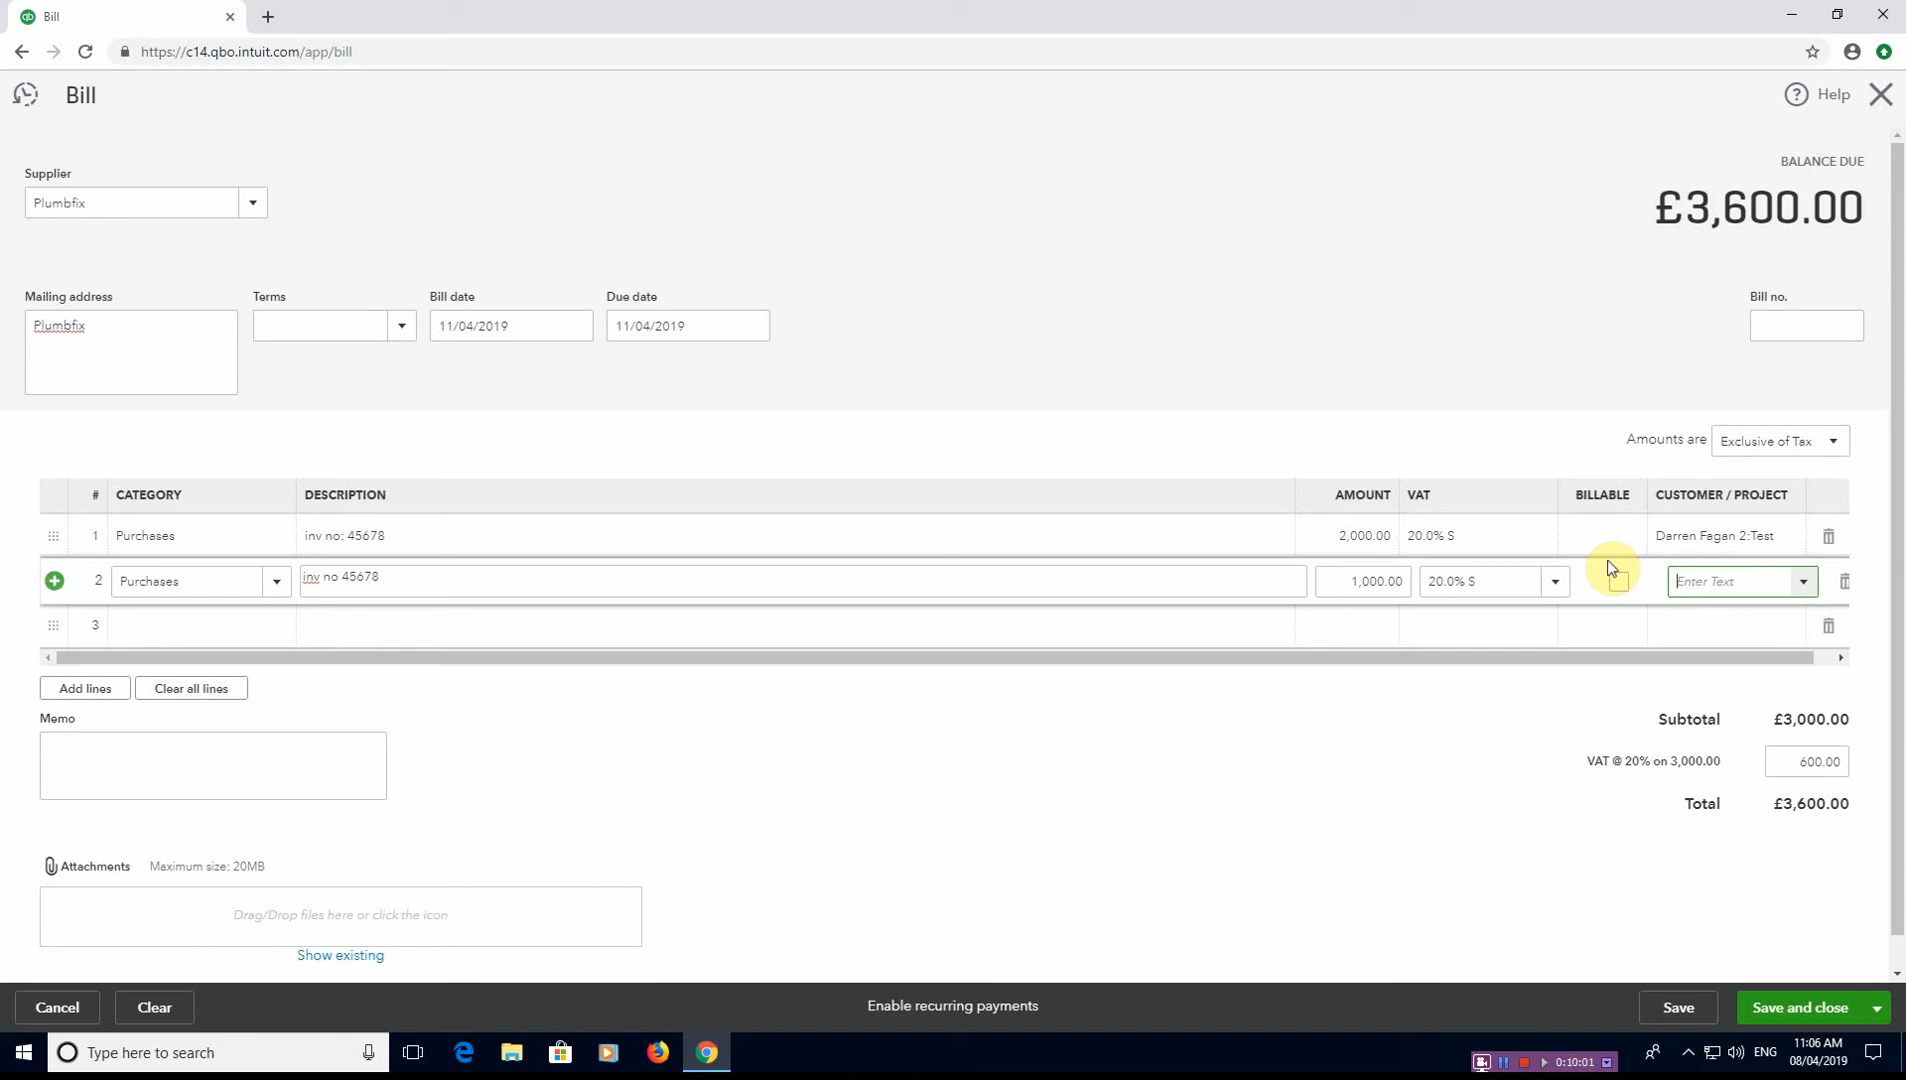 Bill
https://c14.qbo.intuit.com/app/bill
Bill
Help
Supplier
BALANCE DUE
Plumbfix
£3,600.00
Mailing address
Terms
Bill date
Due date
Bill no.
Plumbfix
11/04/2019
11/04/2019
Amounts are
Exclusive of Tax
# CATEGORY DESCRIPTION AMOUNT VAT BILLABLE CUSTOMER / PROJECT
1 Purchases inv no: 45678 2,000.00 20.0% S Darren Fagan 2:Test
2 Purchases inv no 45678 1,000.00 20.0% S Enter Text
3
Add lines
Clear all lines
Memo
Subtotal £3,000.00
VAT @ 20% on 3,000.00 600.00
Total £3,600.00
Attachments Maximum size: 20MB
Drag/Drop files here or click the icon
Show existing
Cancel
Clear
Enable recurring payments
Save
Save and close
Type here to search
0:10:01
ENG
11:06 AM
08/04/2019